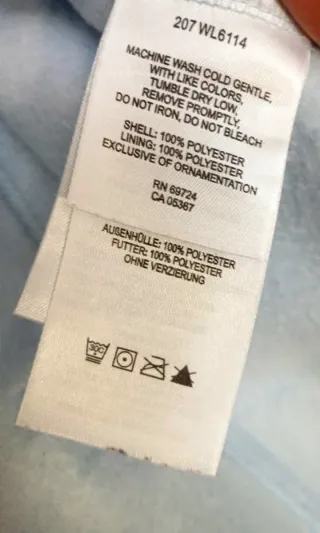 207 WL6114
MACHINE WASH COLD GENTLE,
WITH LIKE COLORS,
TUMBLE DRY LOW,
REMOVE PROMPTLY,
DO NOT IRON, DO NOT BLEACH
SHELL: 100% POLYESTER
LINING: 100% POLYESTER
EXCLUSIVE OF ORNAMENTATION
RN 69724
CA 05367
AUßENHÜLLE: 100% POLYESTER
FUTTER: 100% POLYESTER
OHNE VERZIERUNG
30C